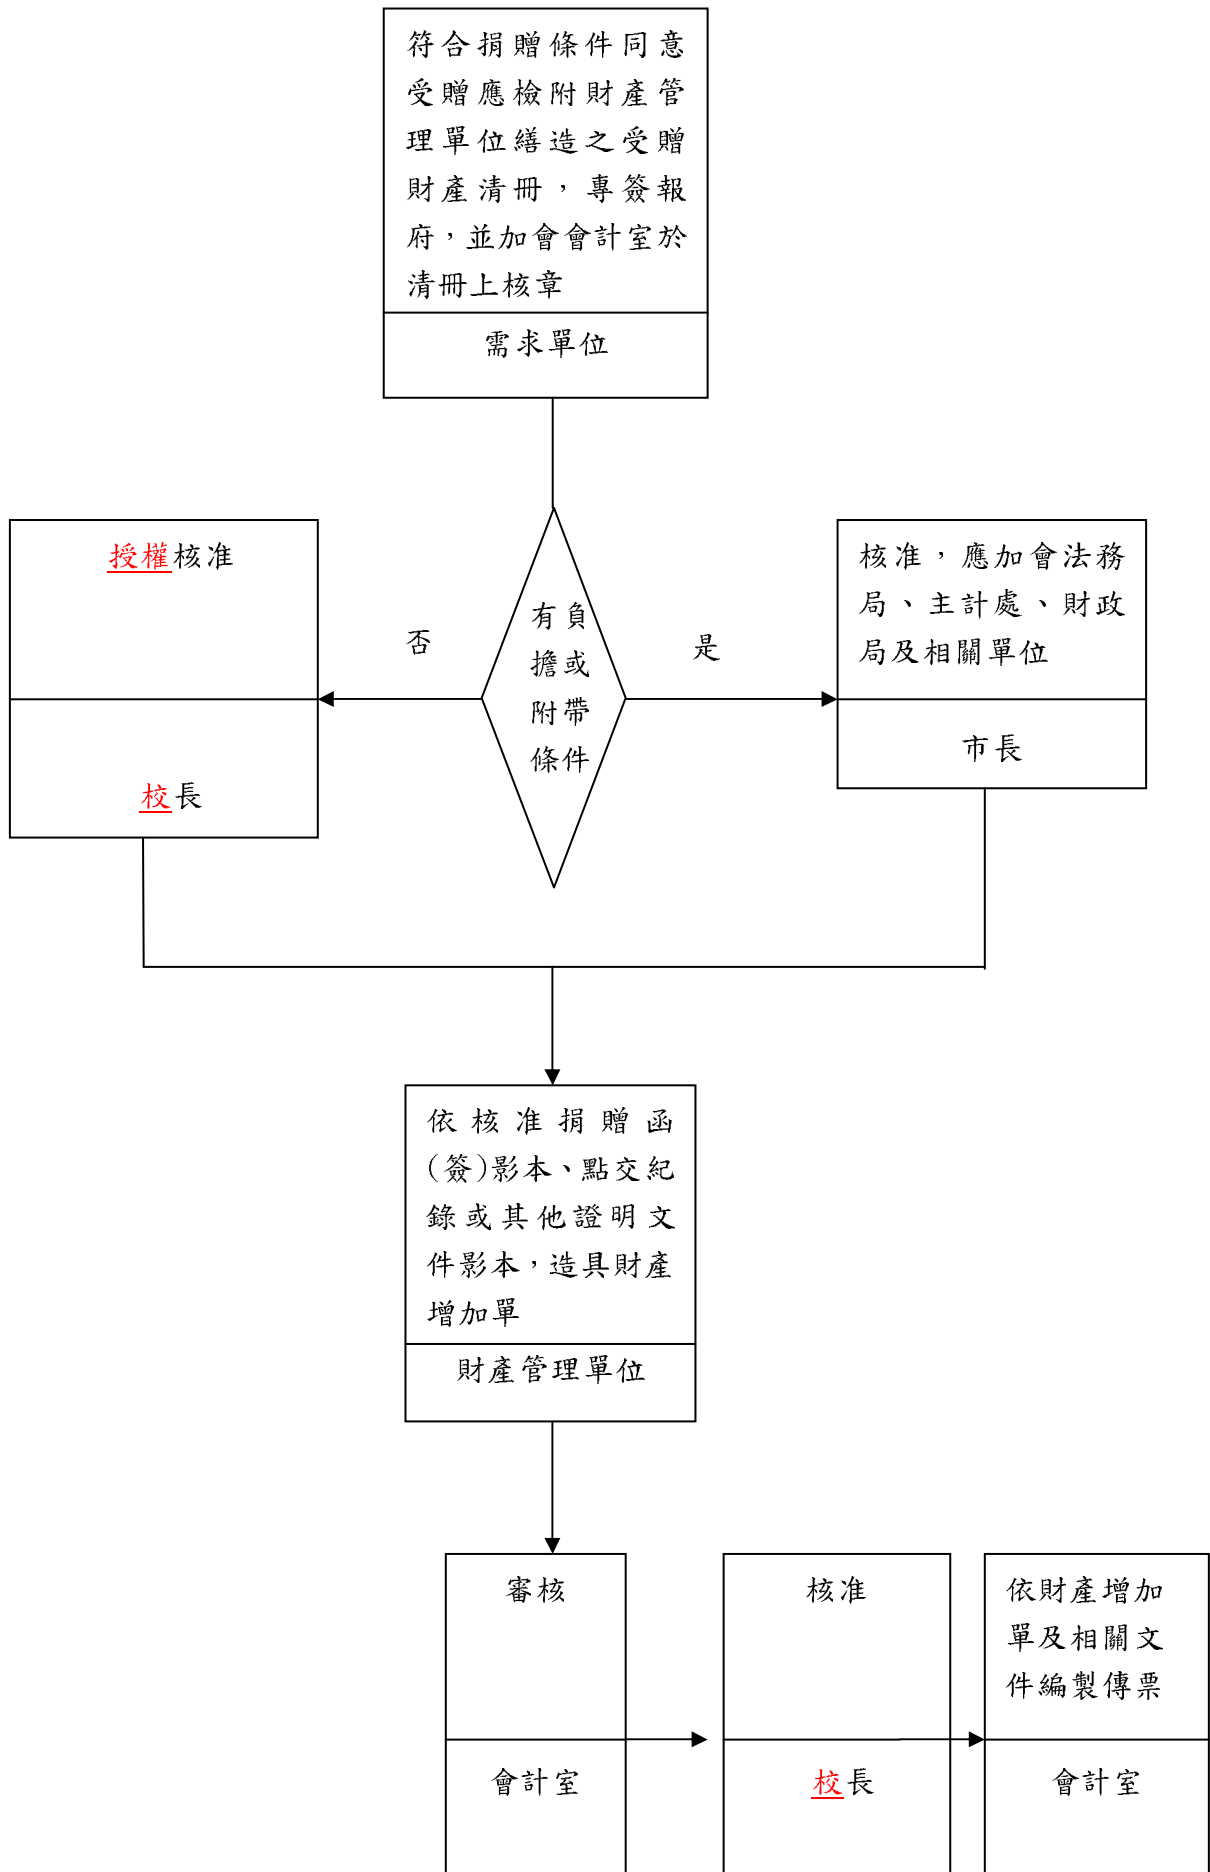 符合捐贈條件同意
受贈應檢附財產管
理單位繕造之受贈
財產清冊，專簽報
府，並加會會計室於
清冊上核章
需求單位
授權核准
校長
否
有負
擔或
附帶
條件
是
核准，應加會法務
局、主計處、財政
局及相關單位
市長
依核准捐贈函
(簽)影本、點交紀
錄或其他證明文
件影本，造具財產
增加單
財產管理單位
審核
會計室
核准
校長
依財產增加
單及相關文
件編製傳票
會計室